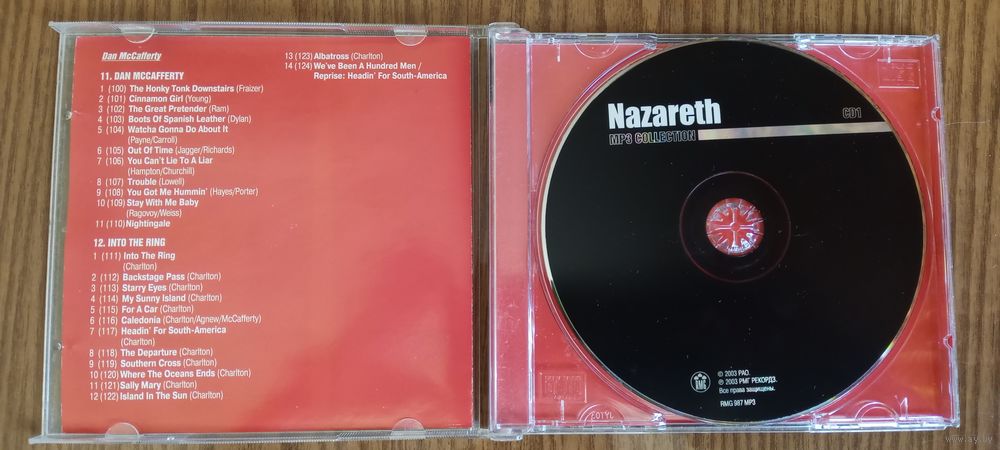 Dan McCafferty
11. DAN MCCAFFERTY
1 (100) The Honky Tonk Downstairs (Fraizer)
2 (101) Cinnamon Girl (Young)
3 (102) The Great Pretender (Ram)
4 (103) Boots Of Spanish Leather (Dylan)
5 (104) Watcha Gonna Do About It
(Payne/Carroll)
6 (105) Out Of Time (Jagger/Richards)
7 (106) You Can't Lie To A Liar
(Hampton/Churchill)
8 (107) Trouble (Lowell)
9 (108) You Got Me Hummin' (Hayes/Porter)
10 (109) Stay With Me Baby
(Ragovoy/Weiss)
11 (110) Nightingale
12. INTO THE RING
1 (111) Into The Ring
(Charlton)
2 (112) Backstage Pass (Charlton)
3 (113) Starry Eyes (Charlton)
4 (114) My Sunny Island (Charlton)
5 (115) For A Car (Charlton)
6 (116) Caledonia (Charlton/Agnew/McCafferty)
7 (117) Headin' For South-America
(Charlton)
8 (118) The Departure (Charlton)
9 (119) Southern Cross (Charlton)
10 (120) Where The Oceans Ends (Charlton)
11 (121) Sally Mary (Charlton)
12 (122) Island In The Sun (Charlton)
13 (123) Albatross (Charlton)
14 (124) We've Been A Hundred Men /
Reprise: Headin' For South-America
Nazareth
CD1
MP3 COLLECTION
RMG
© 2003 РАО.
℗ 2003 РМГ РЕКОРДЗ.
Все права защищены.
RMG 987 MP3
www.ay.by